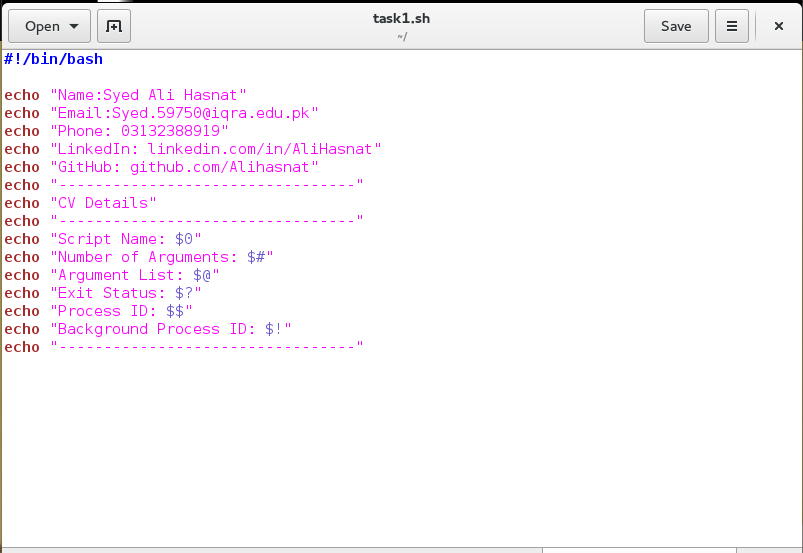 Open
task1.sh
~/
Save
#!/bin/bash
echo "Name:Syed Ali Hasnat"
echo "Email:Syed.59750@iqra.edu.pk"
echo "Phone: 03132388919"
echo "LinkedIn: linkedin.com/in/AliHasnat"
echo "GitHub: github.com/Alihasnat"
echo "---------------------------------"
echo "CV Details"
echo "---------------------------------"
echo "Script Name: $0"
echo "Number of Arguments: $#"
echo "Argument List: $@"
echo "Exit Status: $?"
echo "Process ID: $$"
echo "Background Process ID: $!"
echo "---------------------------------"